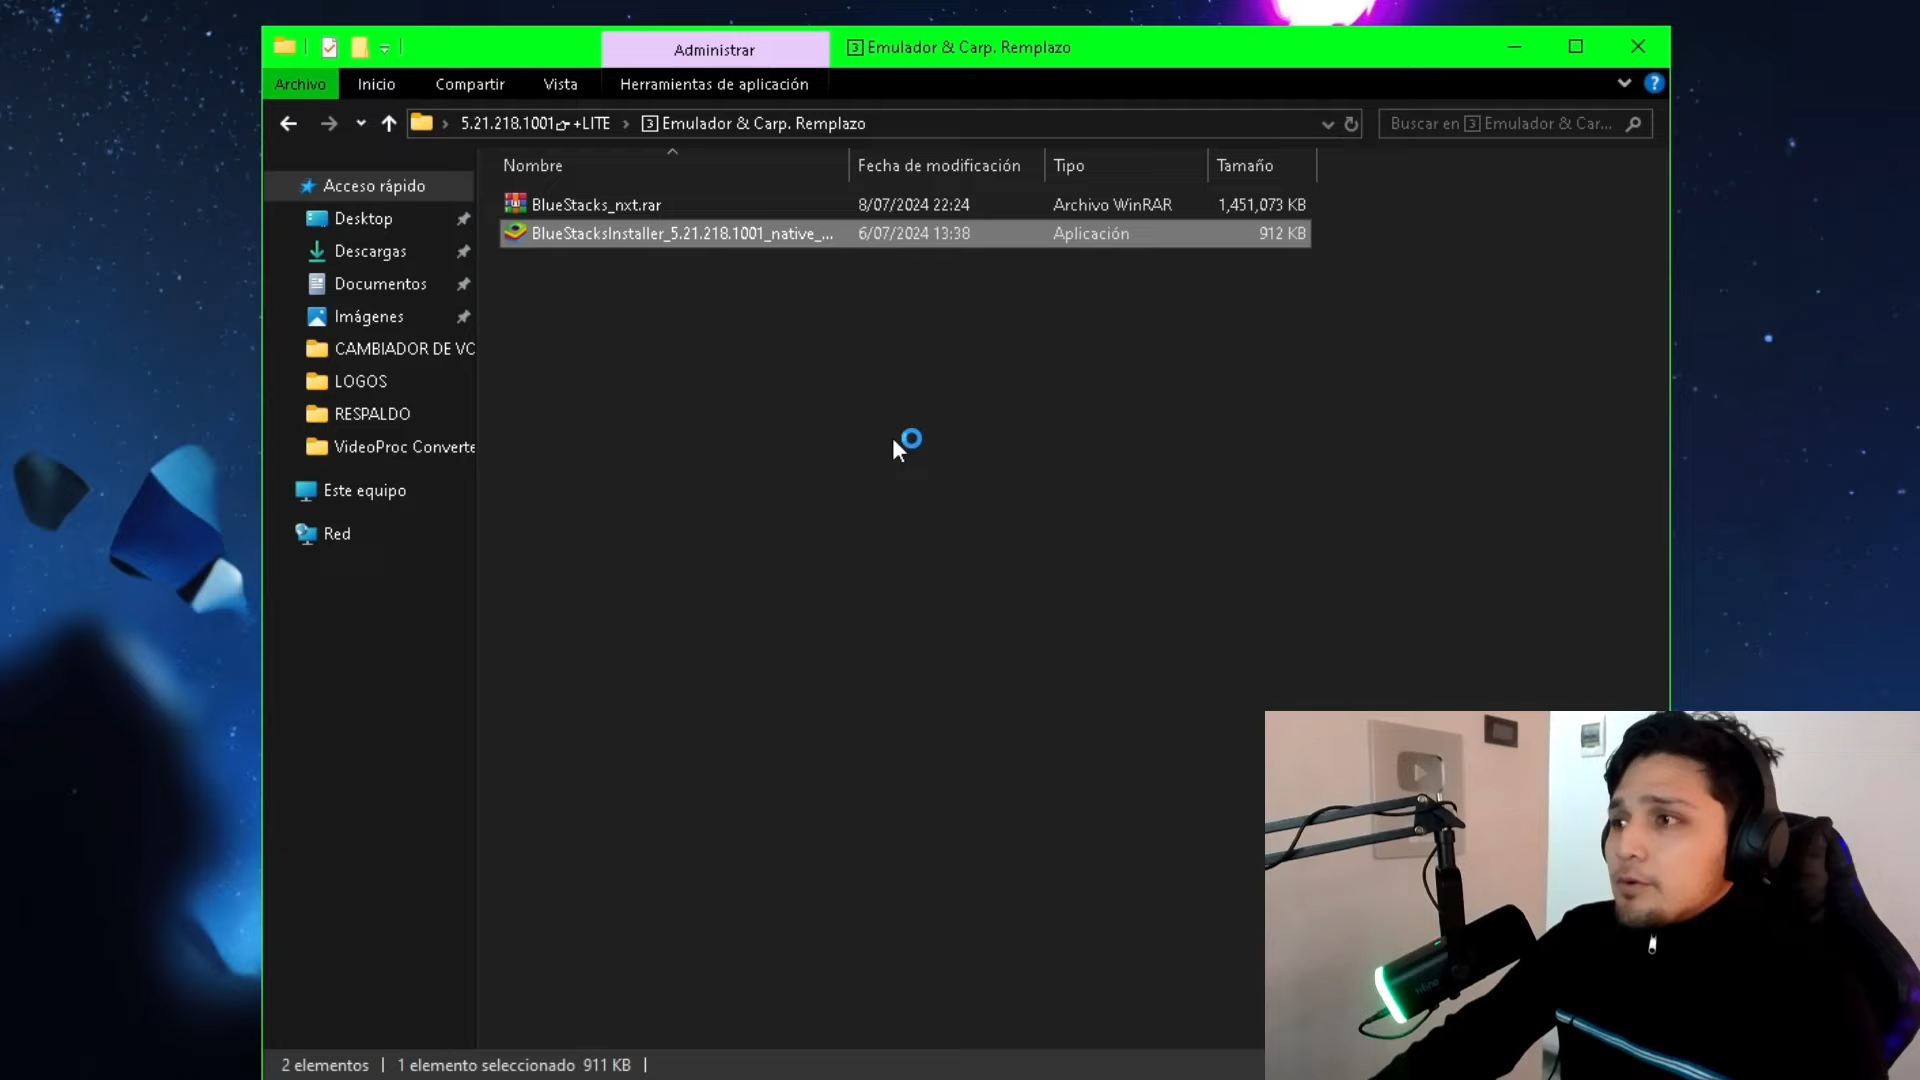 Administrar
3 Emulador & Carp. Remplazo
Archivo
Inicio
Compartir
Vista
Herramientas de aplicación
5.21.218.1001👉+LITE › 3 Emulador & Carp. Remplazo
Buscar en 3 Emulador & Car...
Nombre
Fecha de modificación
Tipo
Tamaño
BlueStacks_nxt.rar
8/07/2024 22:24
Archivo WinRAR
1,451,073 KB
BlueStacksInstaller_5.21.218.1001_native_...
6/07/2024 13:38
Aplicación
912 KB
Acceso rápido
Desktop
Descargas
Documentos
Imágenes
CAMBIADOR DE VC
LOGOS
RESPALDO
VideoProc Converte
Este equipo
Red
2 elementos
1 elemento seleccionado 911 KB